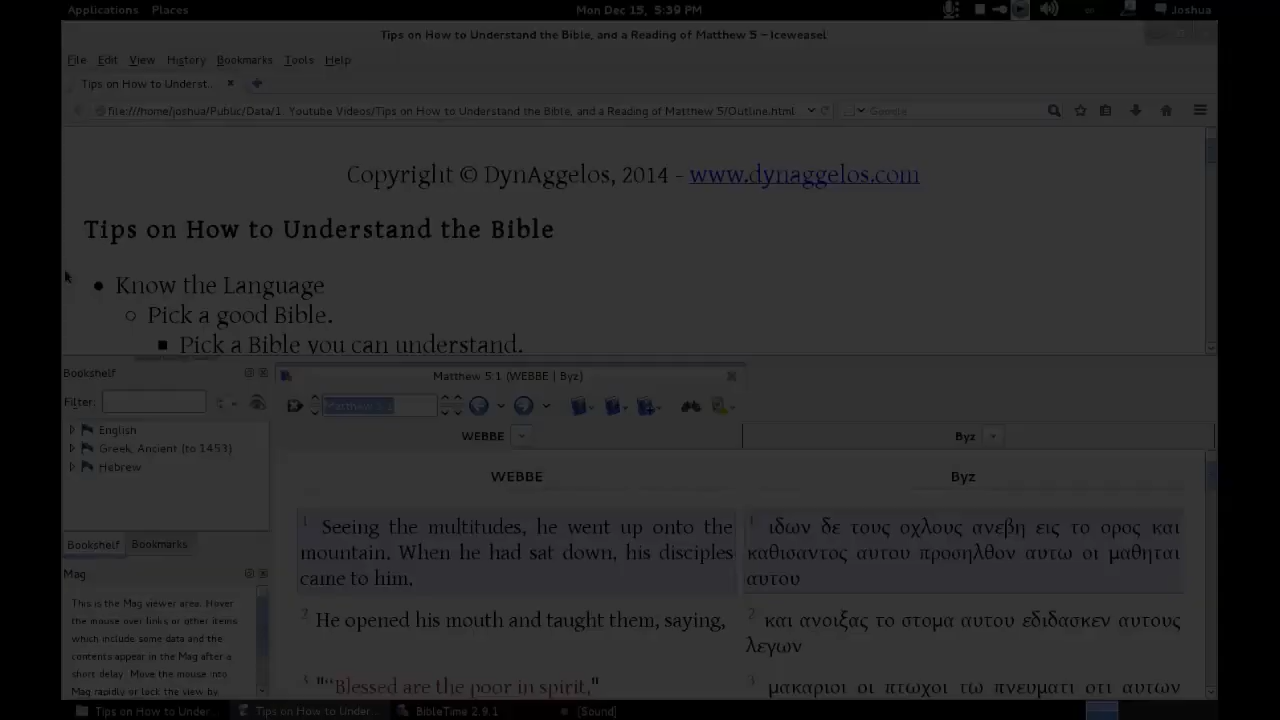 Applications Places Mon Dec 15, 5:39 PM Joshua
Tips on How to Understand the Bible, and a Reading of Matthew 5 - Iceweasel
File Edit View History Bookmarks Tools Help
Tips on How to Underst...
file:///home/joshua/Public/Data/1. Youtube Videos/Tips on How to Understand the Bible, and a Reading of Matthew 5/Outline.html Google
Copyright © DynAggelos, 2014 - www.dynaggelos.com
Tips on How to Understand the Bible
Know the Language
Pick a good Bible.
Pick a Bible you can understand.
Bookshelf
Filter:
English
Greek, Ancient (to 1453)
Hebrew
Bookshelf Bookmarks
Mag
This is the Mag viewer area. Hover
the mouse over links or other items
which include some data and the
contents appear in the Mag after a
short delay. Move the mouse into
Mag rapidly or lock the view by
Matthew 5:1 (WEBBE | Byz)
Matthew 5:1
WEBBE Byz
WEBBE
1 Seeing the multitudes, he went up onto the
mountain. When he had sat down, his disciples
came to him.
2 He opened his mouth and taught them, saying,
3 "“Blessed are the poor in spirit,"
Byz
1 ιδων δε τους οχλους ανεβη εις το ορος και
καθισαντος αυτου προσηλθον αυτω οι μαθηται
αυτου
2 και ανοιξας το στομα αυτου εδιδασκεν αυτους
λεγων
3 μακαριοι οι πτωχοι τω πνευματι οτι αυτων
Tips on How to Under... Tips on How to Under... BibleTime 2.9.1 [Sound]